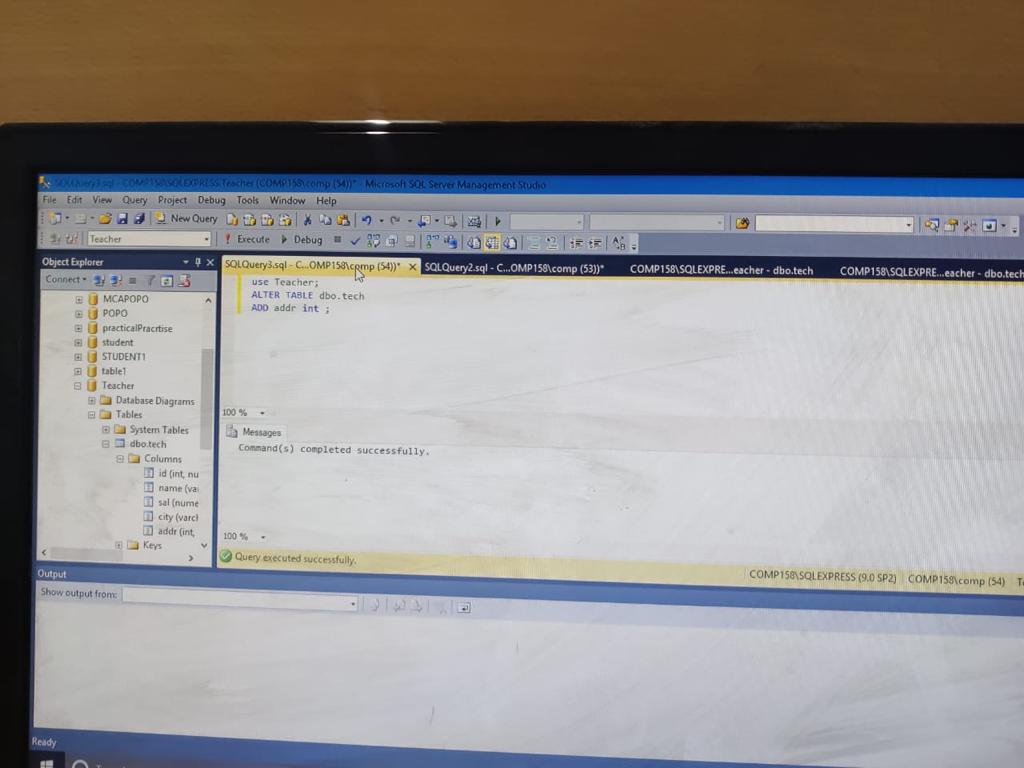 SQLQuery3.sql - COMP158\SQLEXPRESS.Teacher (COMP158\comp (54))* - Microsoft SQL Server Management Studio
File Edit View Query Project Debug Tools Window Help
New Query
Teacher Execute Debug
Object Explorer
SQLQuery3.sql - C...OMP158\comp (54))* SQLQuery2.sql - C...OMP158\comp (53))* COMP158\SQLEXPRE...eacher - dbo.tech COMP158\SQLEXPRE...eacher - dbo.tech
Connect
MCAPOPO
POPO
practicalPracrtise
student
STUDENT1
table1
Teacher
Database Diagrams
Tables
System Tables
dbo.tech
Columns
id (int, nu
name (va
sal (nume
city (varcl
addr (int,
Keys
use Teacher;
ALTER TABLE dbo.tech
ADD addr int ;
100 %
Messages
Command(s) completed successfully.
100 %
Query executed successfully.
COMP158\SQLEXPRESS (9.0 SP2) COMP158\comp (54)
Output
Show output from:
Ready